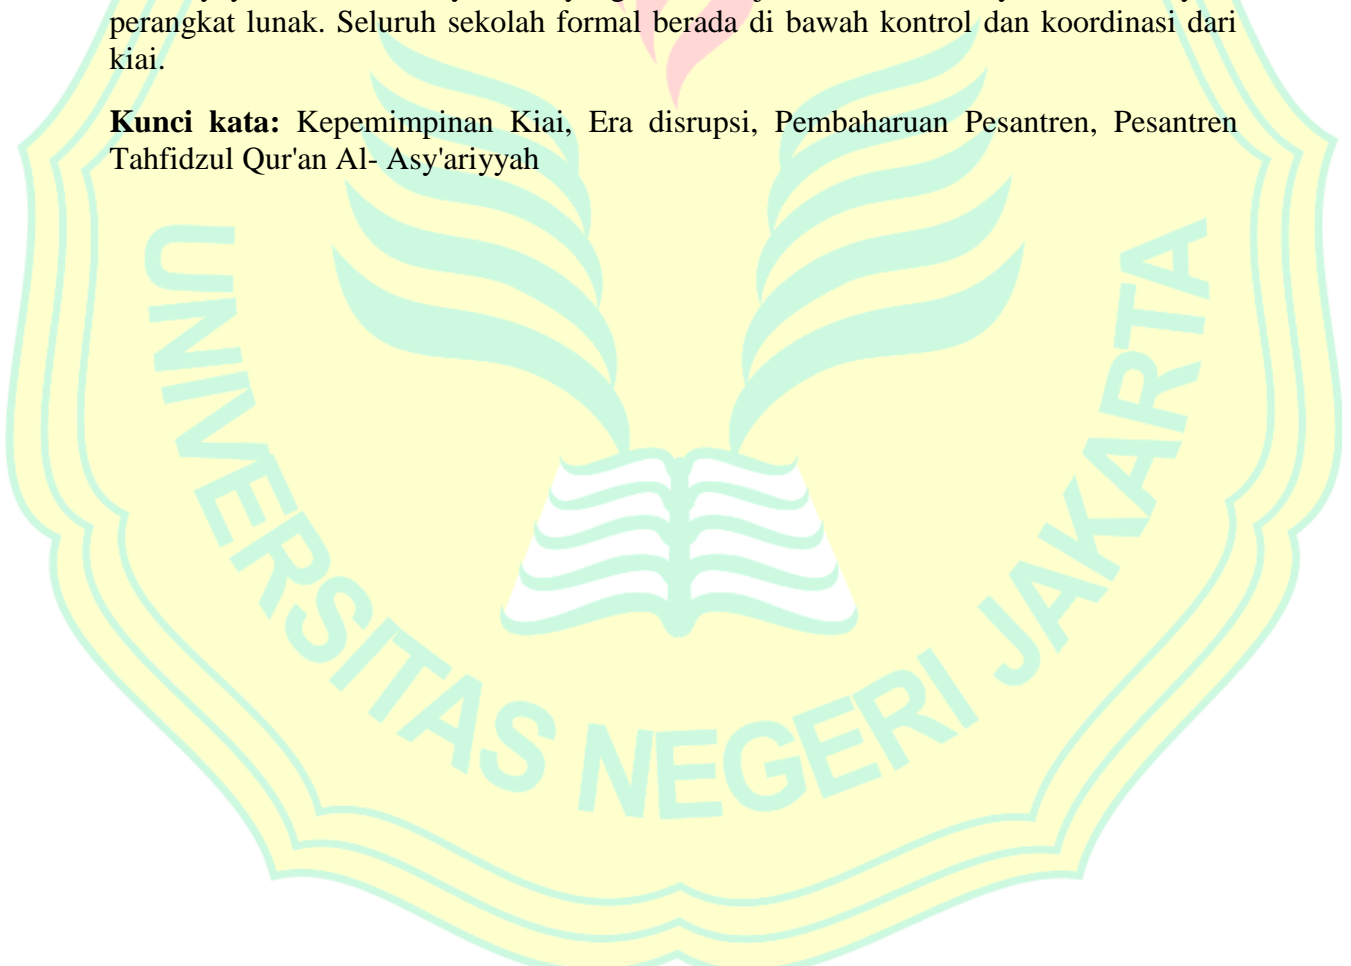 perangkat lunak. Seluruh sekolah formal berada di bawah kontrol dan koordinasi dari
kiai.
Kunci kata: Kepemimpinan Kiai, Era disrupsi, Pembaharuan Pesantren, Pesantren
Tahfidzul Qur'an Al- Asy'ariyyah
UNIVERSITAS NEGERI JAKARTA